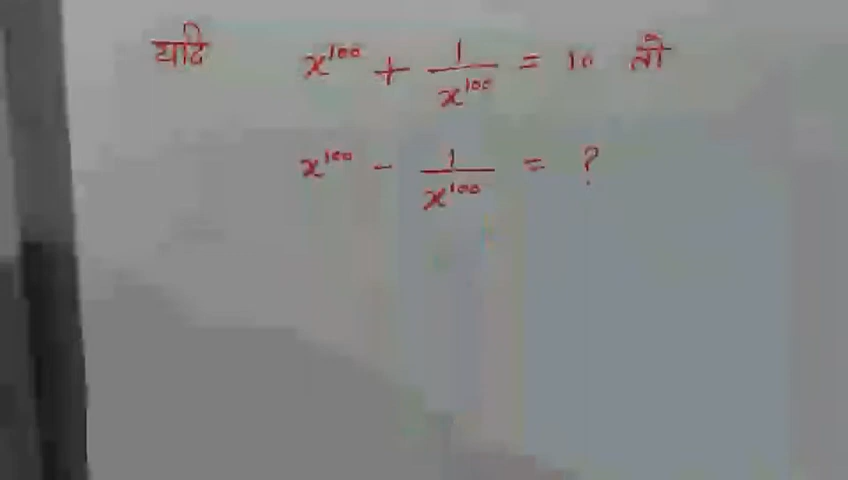 यदि x¹⁰⁰ + 1/x¹⁰⁰ = 10 तो
x¹⁰⁰ - 1/x¹⁰⁰ = ?